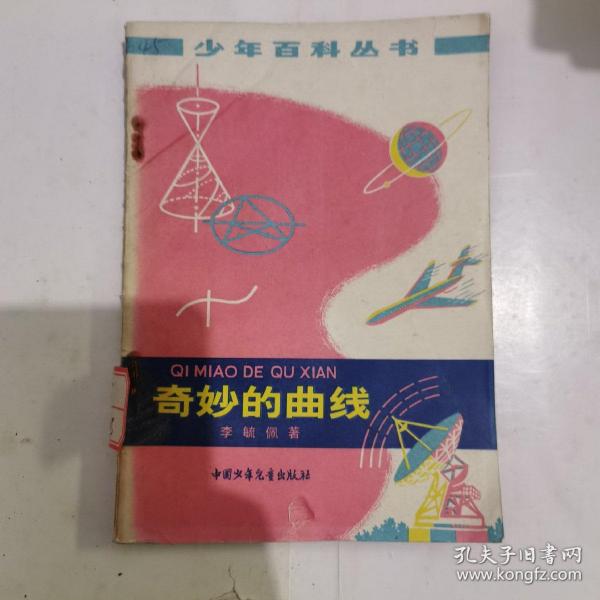 45
少年百科丛书
QI MIAO DE QU XIAN
奇妙的曲线
李毓佩著
中国少年儿童出版社
孔夫子旧书网
www.kongfz.com